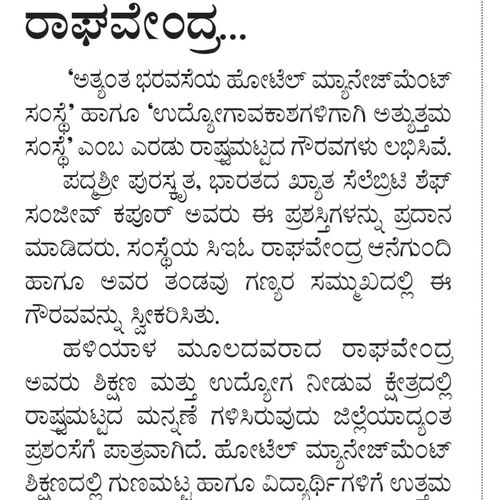 ರಾಘವೇಂದ್ರ...
‘ಅತ್ಯಂತ ಭರವಸೆಯ ಹೋಟೆಲ್ ಮ್ಯಾನೇಜ್‌ಮೆಂಟ್
ಸಂಸ್ಥೆ’ ಹಾಗೂ ‘ಉದ್ಯೋಗಾವಕಾಶಗಳಿಗಾಗಿ ಅತ್ಯುತ್ತಮ
ಸಂಸ್ಥೆ’ ಎಂಬ ಎರಡು ರಾಷ್ಟ್ರಮಟ್ಟದ ಗೌರವಗಳು ಲಭಿಸಿವೆ.
ಪದ್ಮಶ್ರೀ ಪುರಸ್ಕೃತ, ಭಾರತದ ಖ್ಯಾತ ಸೆಲೆಬ್ರಿಟಿ ಶೆಫ್
ಸಂಜೀವ್ ಕಪೂರ್ ಅವರು ಈ ಪ್ರಶಸ್ತಿಗಳನ್ನು ಪ್ರದಾನ
ಮಾಡಿದರು. ಸಂಸ್ಥೆಯ ಸಿಇಓ ರಾಘವೇಂದ್ರ ಆನೆಗುಂದಿ
ಹಾಗೂ ಅವರ ತಂಡವು ಗಣ್ಯರ ಸಮ್ಮುಖದಲ್ಲಿ ಈ
ಗೌರವವನ್ನು ಸ್ವೀಕರಿಸಿತು.
ಹಳಿಯಾಳ ಮೂಲದವರಾದ ರಾಘವೇಂದ್ರ
ಅವರು ಶಿಕ್ಷಣ ಮತ್ತು ಉದ್ಯೋಗ ನೀಡುವ ಕ್ಷೇತ್ರದಲ್ಲಿ
ರಾಷ್ಟ್ರಮಟ್ಟದ ಮನ್ನಣೆ ಗಳಿಸಿರುವುದು ಜಿಲ್ಲೆಯಾದ್ಯಂತ
ಪ್ರಶಂಸೆಗೆ ಪಾತ್ರವಾಗಿದೆ. ಹೋಟೆಲ್ ಮ್ಯಾನೇಜ್‌ಮೆಂಟ್
ಶಿಕ್ಷಣದಲ್ಲಿ ಗುಣಮಟ್ಟ ಹಾಗೂ ವಿದ್ಯಾರ್ಥಿಗಳಿಗೆ ಉತ್ತಮ